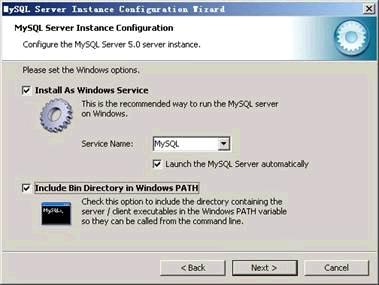 MySQL Server Instance Configuration Wizard
MySQL Server Instance Configuration
Configure the MySQL Server 5.0 server instance.
Please set the Windows options.
Install As Windows Service
This is the recommended way to run the MySQL server
on Windows.
Service Name:
MySQL
Launch the MySQL Server automatically
Include Bin Directory in Windows PATH
Check this option to include the directory containing the
server / client executables in the Windows PATH variable
so they can be called from the command line.
MySQL>_
< Back
Next >
Cancel